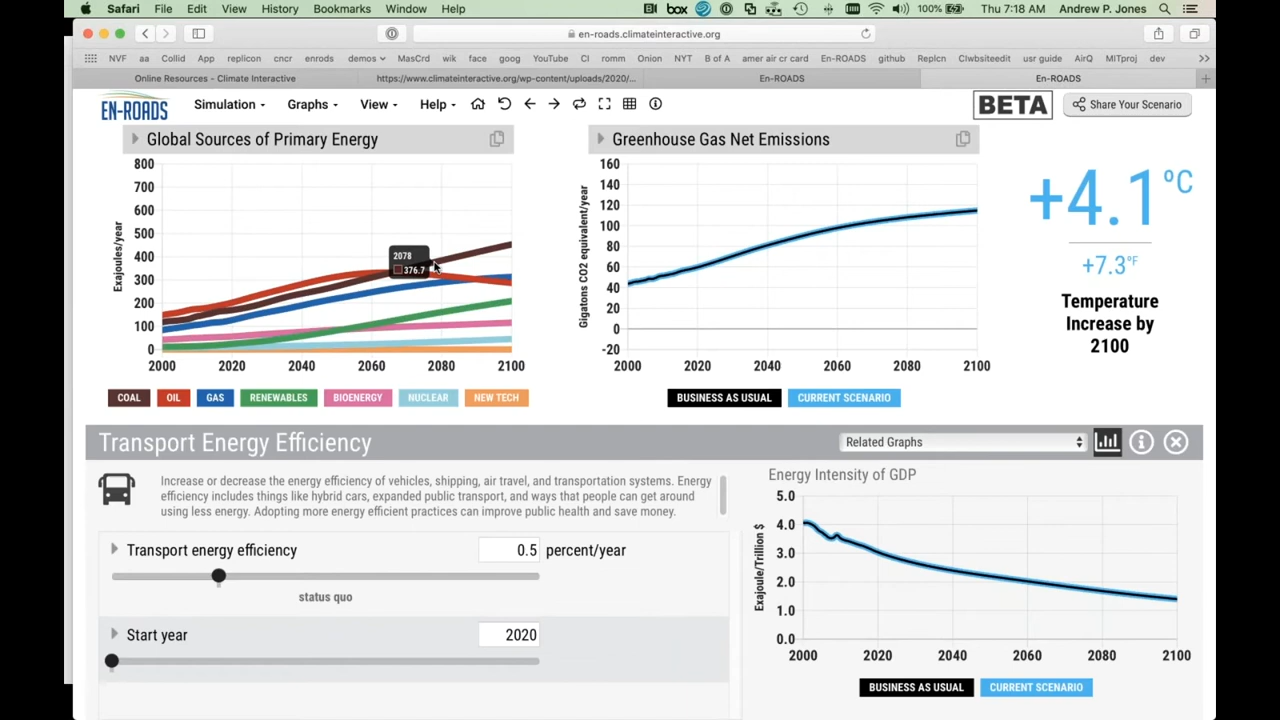 Safari File Edit View History Bookmarks Window Help box 100% Thu 7:18 AM Andrew P. Jones
en-roads.climateinteractive.org
NVF aa Collid App replicon cncr enrods demos MasCrd wik face goog YouTube CI romm Onion NYT B of A amer air cr card En-ROADS github Replcn Clwbsiteedit usr guide AirQ MITproj dev
Online Resources - Climate Interactive https://www.climateinteractive.org/wp-content/uploads/2020/... En-ROADS En-ROADS
EN-ROADS Simulation Graphs View Help BETA Share Your Scenario
Global Sources of Primary Energy
Exajoules/year
800
700
600
500
400
300
200
100
0
2078
376.7
2000 2020 2040 2060 2080 2100
COAL OIL GAS RENEWABLES BIOENERGY NUCLEAR NEW TECH
Greenhouse Gas Net Emissions
Gigatons CO2 equivalent/year
160
140
120
100
80
60
40
20
0
-20
2000 2020 2040 2060 2080 2100
BUSINESS AS USUAL CURRENT SCENARIO
+4.1°C
+7.3°F
Temperature
Increase by
2100
Transport Energy Efficiency Related Graphs
Increase or decrease the energy efficiency of vehicles, shipping, air travel, and transportation systems. Energy
efficiency includes things like hybrid cars, expanded public transport, and ways that people can get around
using less energy. Adopting more energy efficient practices can improve public health and save money.
Transport energy efficiency 0.5 percent/year
status quo
Start year 2020
Energy Intensity of GDP
Exajoule/Trillion $
5.0
4.0
3.0
2.0
1.0
0.0
2000 2020 2040 2060 2080 2100
BUSINESS AS USUAL CURRENT SCENARIO